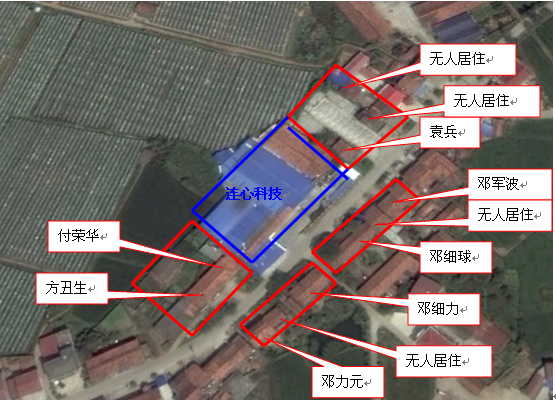 无人居住
无人居住
袁兵
邓军波
连心科技
无人居住
付荣华
邓细球
方丑生
邓细力
无人居住
邓力元